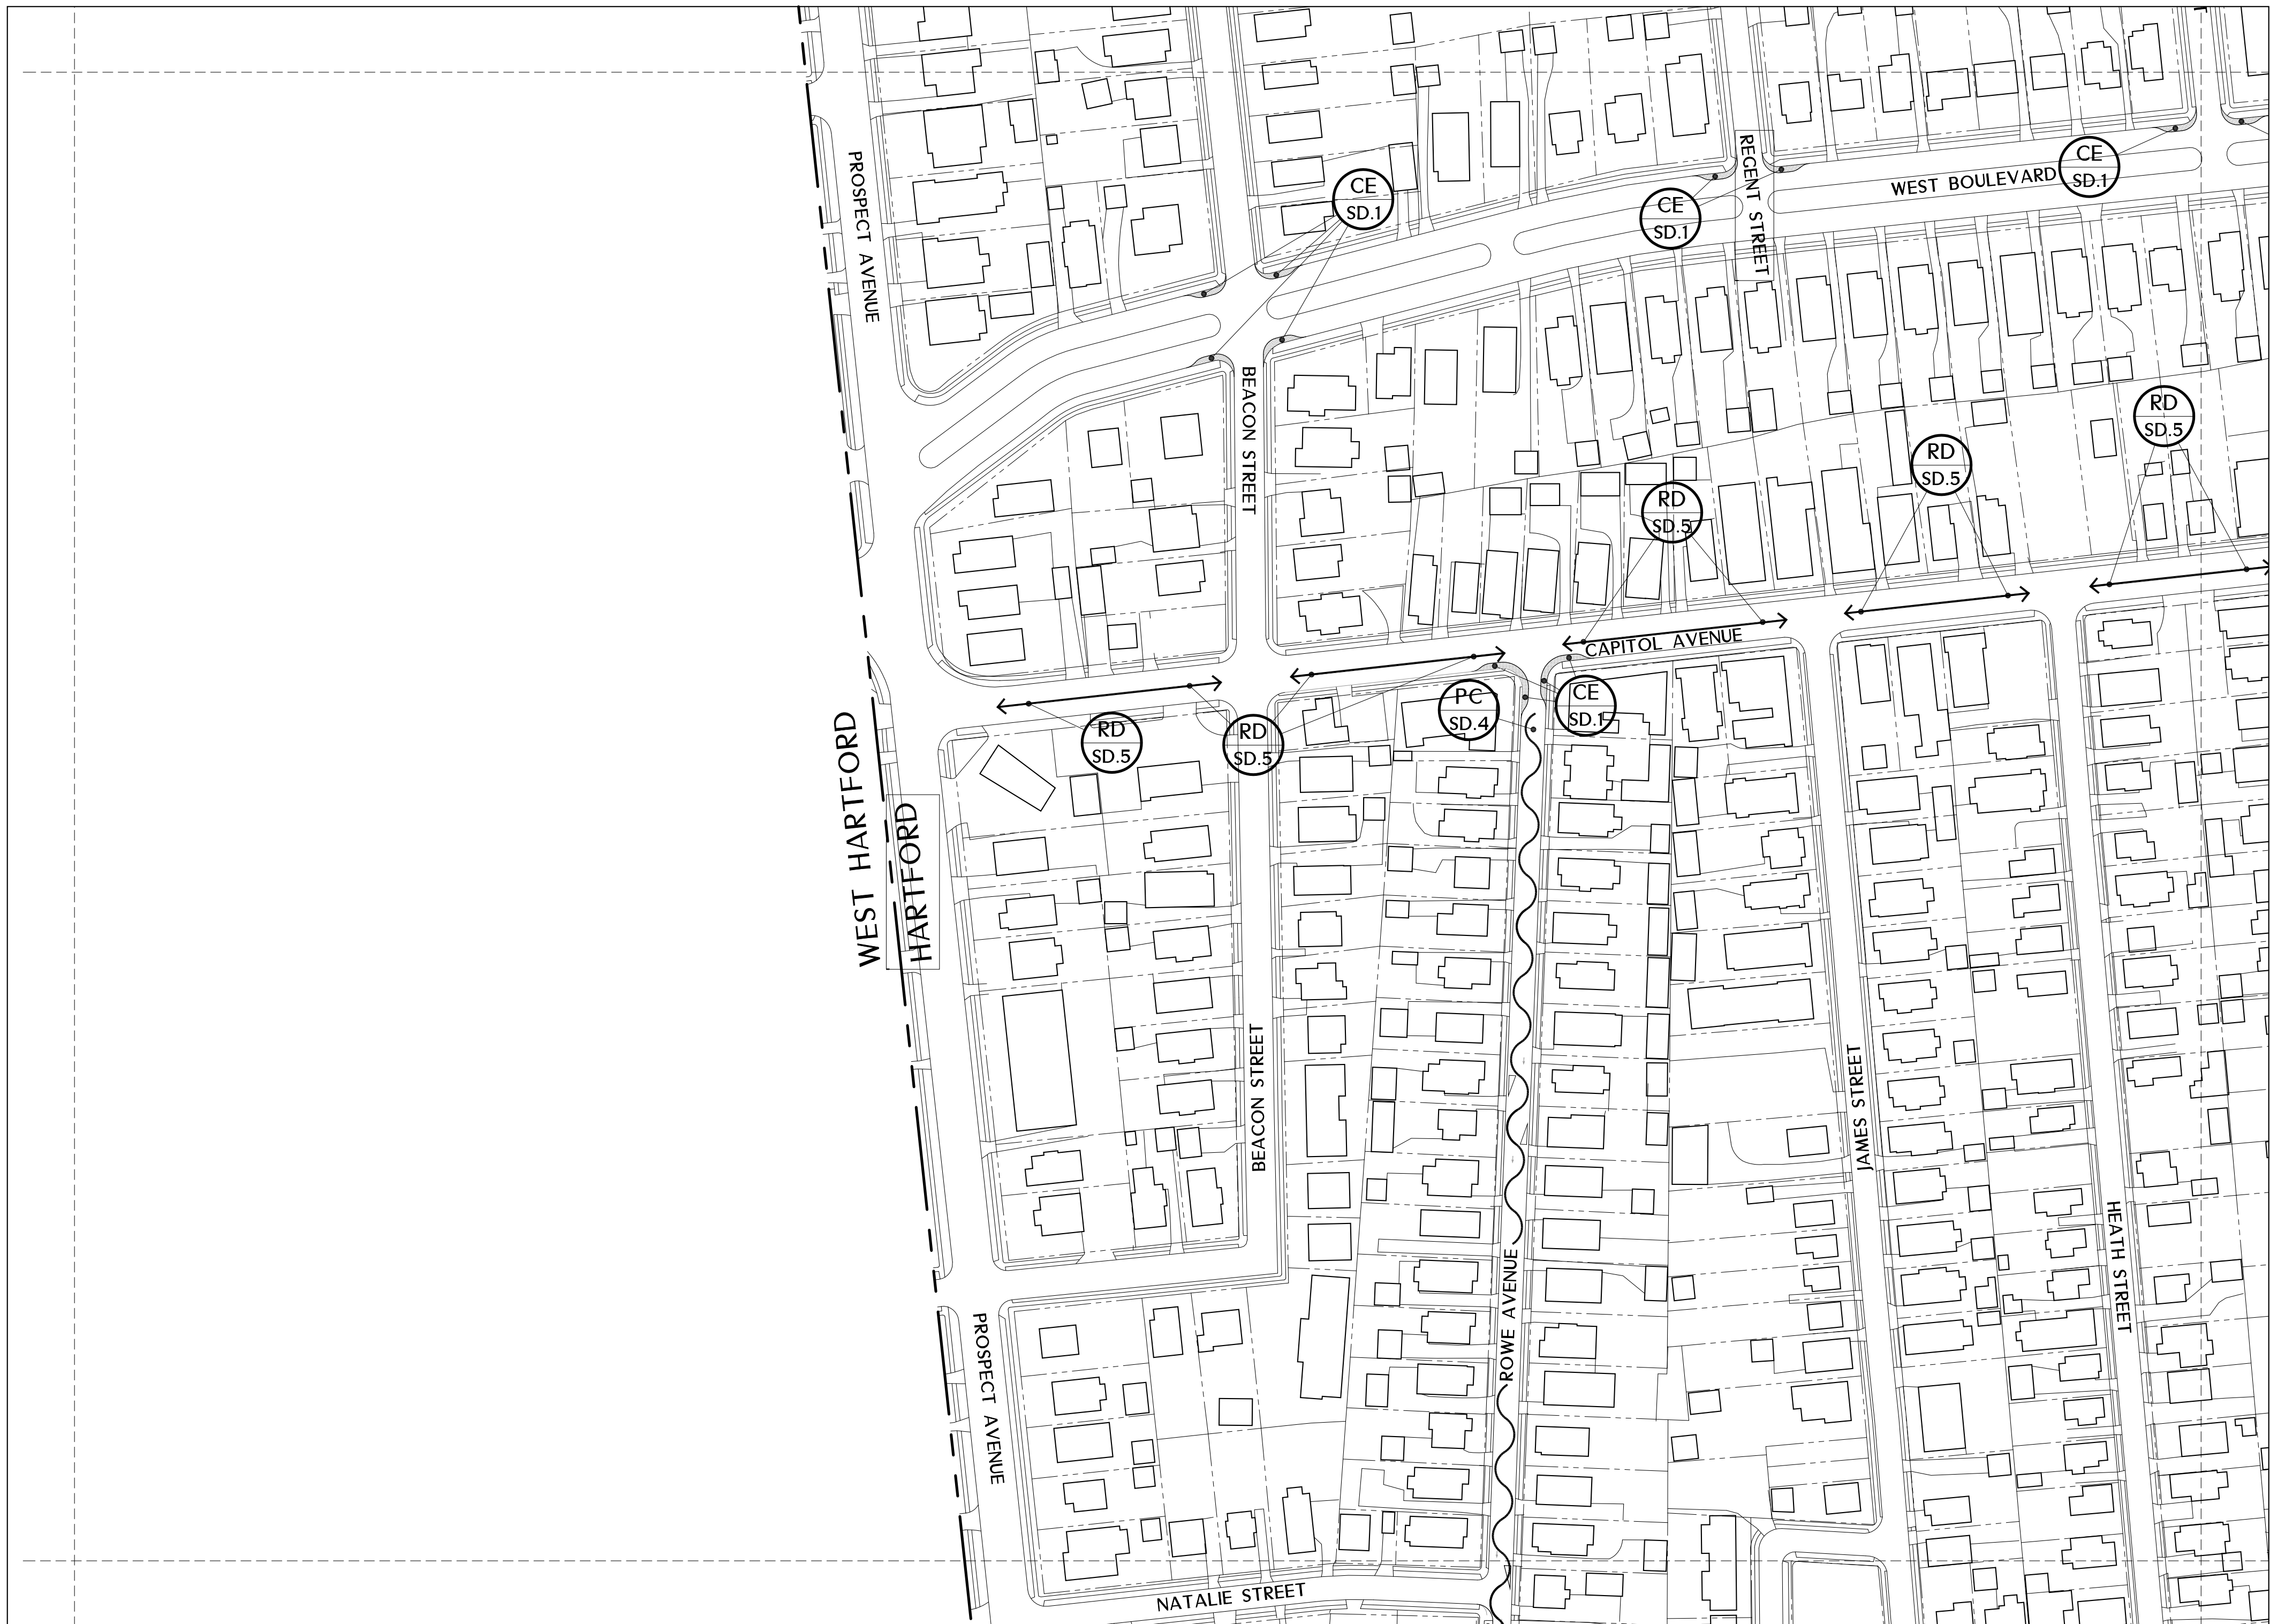 PROSPECT AVENUE
REGENT STREET
CE
SD.1
WEST BOULEVARD
CE
SD.1
CE
SD.1
BEACON STREET
RD
SD.5
RD
SD.5
RD
SD.5
CAPITOL AVENUE
PC
SD.4
CE
SD.1
RD
SD.5
RD
SD.5
WEST HARTFORD
HARTFORD
BEACON STREET
JAMES STREET
HEATH STREET
ROWE AVENUE
PROSPECT AVENUE
NATALIE STREET